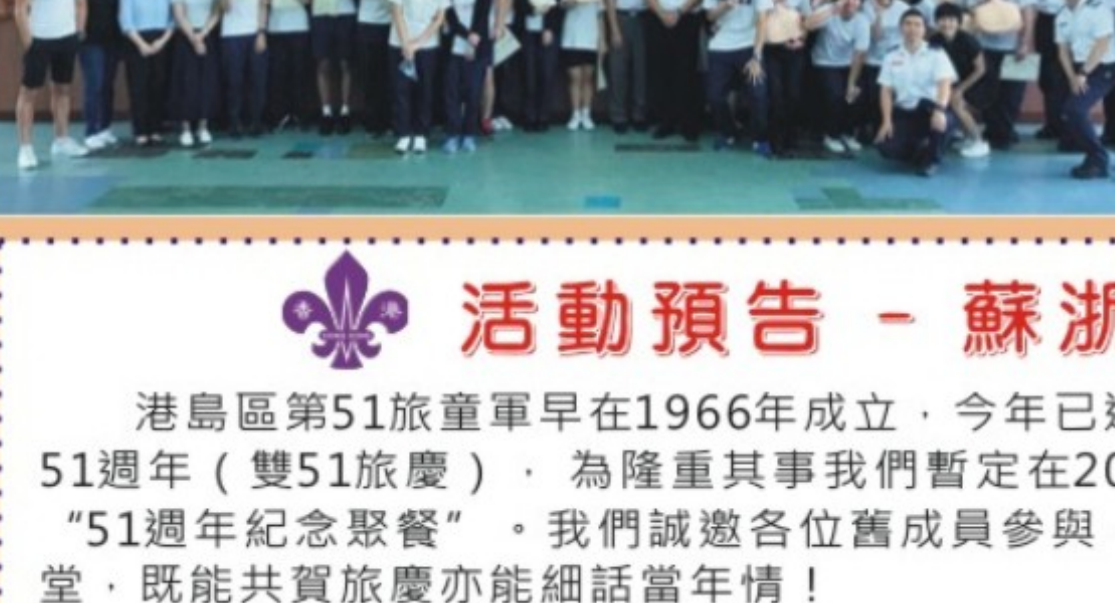 香 港
活動預告 - 蘇浙
港島區第51旅童軍早在1966年成立，今年已
51週年（雙51旅慶），為隆重其事我們暫定在20
“51週年紀念聚餐”。我們誠邀各位舊成員參與
堂，既能共賀旅慶亦能細話當年情！